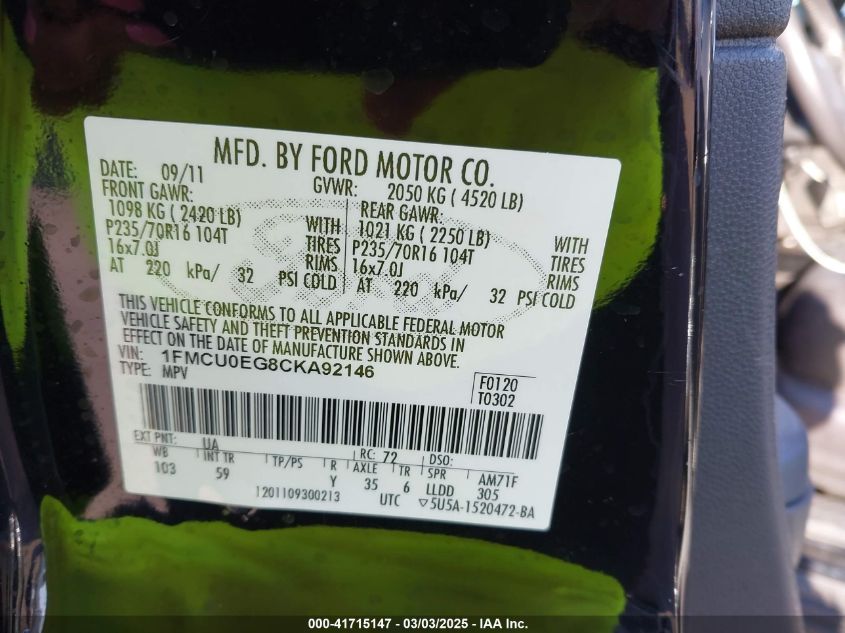 MFD. BY FORD MOTOR CO.
DATE: 09/11 GVWR: 2050 KG ( 4520 LB)
FRONT GAWR: REAR GAWR:
1098 KG ( 2420 LB) WITH 1021 KG ( 2250 LB) WITH
P235/70R16 104T TIRES P235/70R16 104T TIRES
16x7.0J RIMS 16x7.0J RIMS
AT 220 kPa/ 32 PSI COLD AT 220 kPa/ 32 PSI COLD
THIS VEHICLE CONFORMS TO ALL APPLICABLE FEDERAL MOTOR
VEHICLE SAFETY AND THEFT PREVENTION STANDARDS IN
EFFECT ON THE DATE OF MANUFACTURE SHOWN ABOVE.
VIN: 1FMCU0EG8CKA92146 F0120
TYPE: MPV T0302
EXT PNT: UA RC: 72 DSO:
WB INT TR TP/PS R AXLE TR SPR AM71F
103 59 Y 35 6 LLDD 305
1201109300213 UTC ▽5U5A-1520472-BA
000-41715147 - 03/03/2025 - IAA Inc.